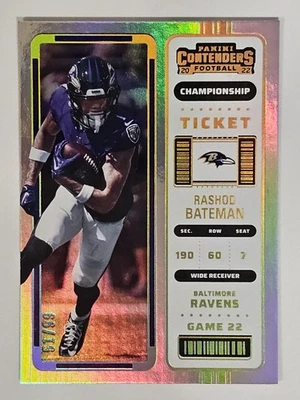 PANINI
CONTENDERS
20 FOOTBALL 22
CHAMPIONSHIP
TICKET
RASHOD
BATEMAN
SEC. ROW SEAT
190 60 7
WIDE RECEIVER
BALTIMORE
RAVENS
GAME 22